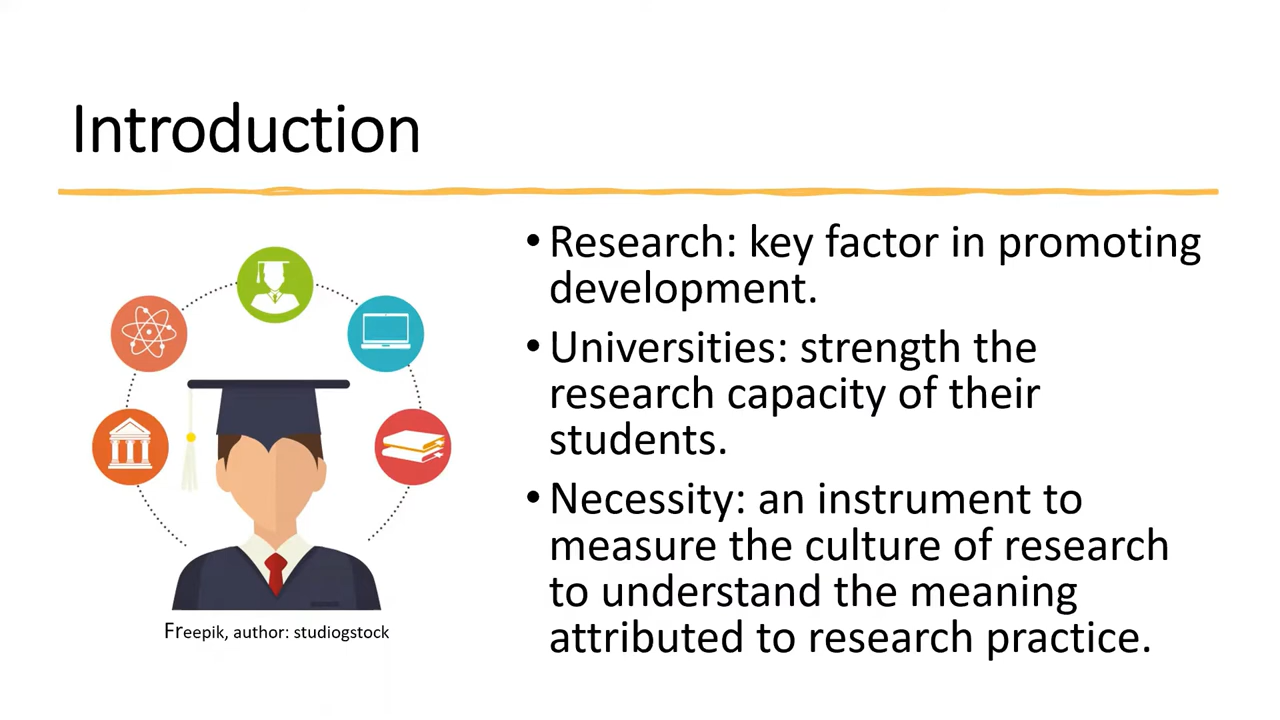 Introduction
• Research: key factor in promoting
development.
• Universities: strength the
research capacity of their
students.
• Necessity: an instrument to
measure the culture of research
to understand the meaning
attributed to research practice.
Freepik, author: studiogstock